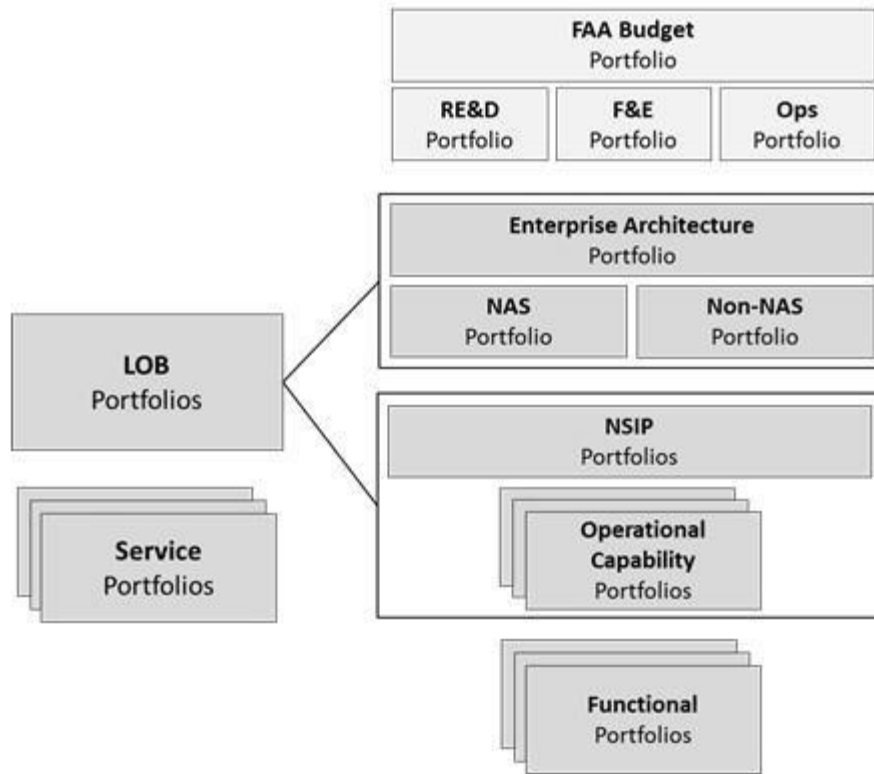 FAA Budget
Portfolio
RE&D
Portfolio
F&E
Portfolio
Ops
Portfolio
Enterprise Architecture
Portfolio
NAS
Portfolio
Non-NAS
Portfolio
LOB
Portfolios
NSIP
Portfolios
Service
Portfolios
Operational
Capability
Portfolios
Functional
Portfolios